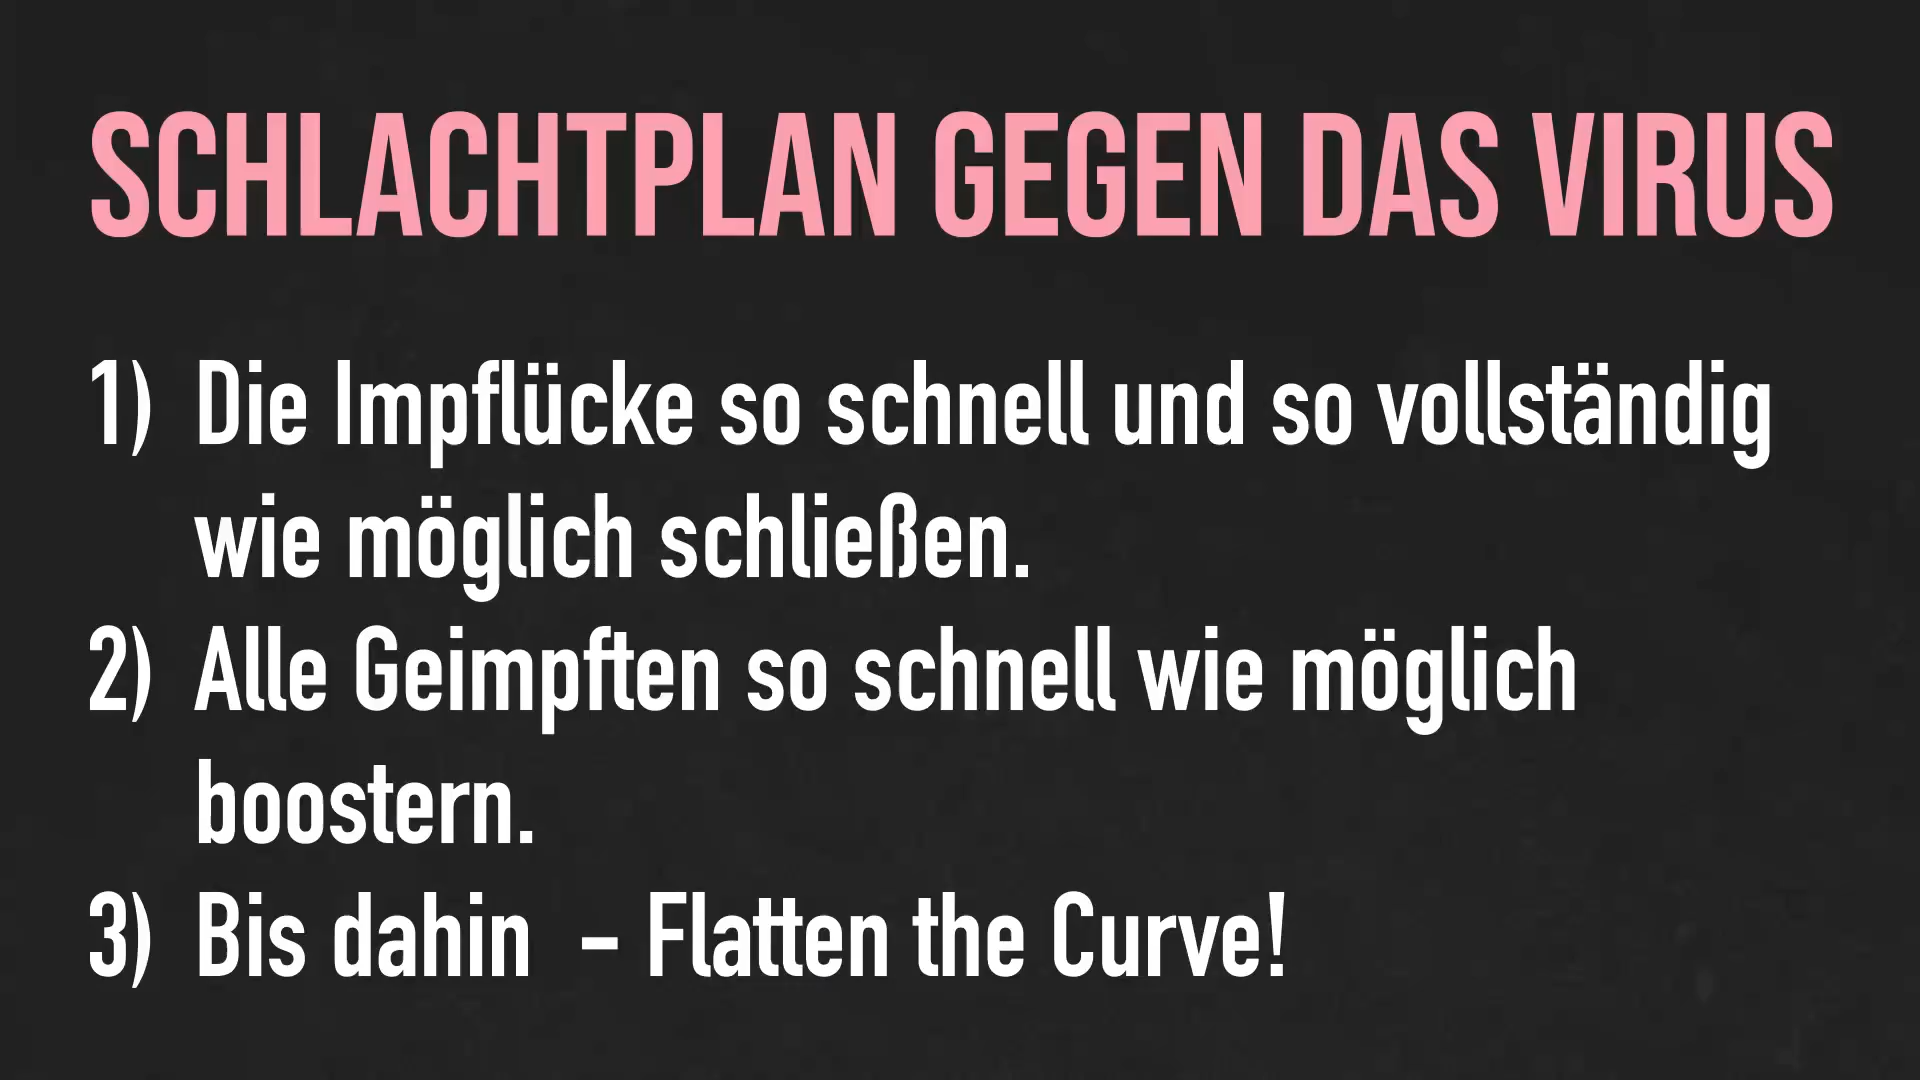 SCHLACHTPLAN GEGEN DAS VIRUS
1) Die Impflücke so schnell und so vollständig
wie möglich schließen.
2) Alle Geimpften so schnell wie möglich
boostern.
3) Bis dahin - Flatten the Curve!